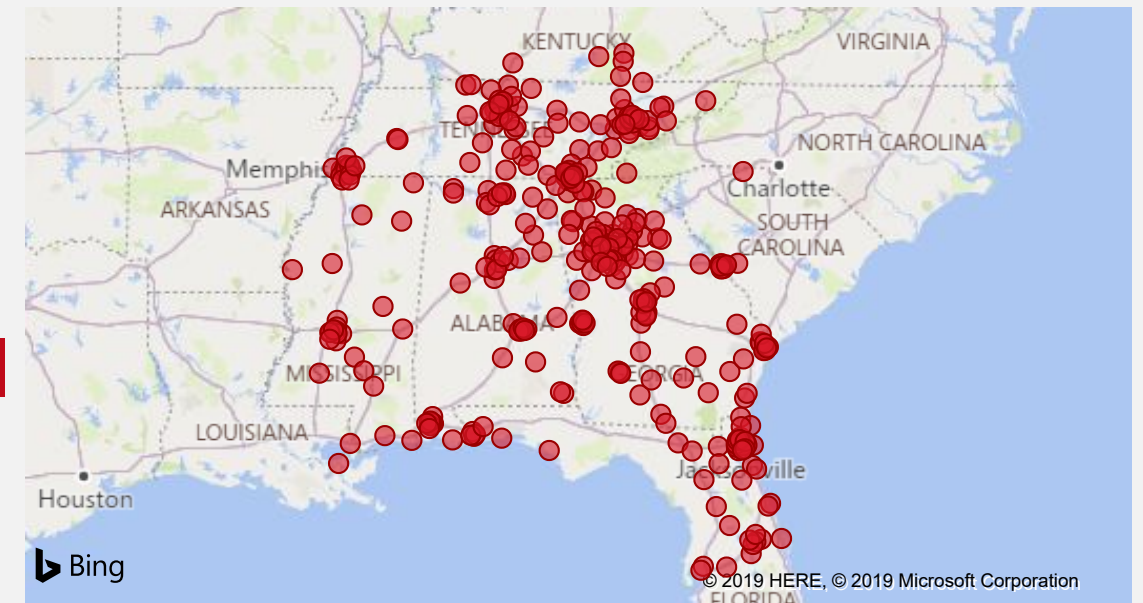 KENTUCKY
VIRGINIA
TENNESSEE
NORTH CAROLINA
Memphis
Charlotte
ARKANSAS
SOUTH
CAROLINA
ALABAMA
MISSISSIPPI
GEORGIA
LOUISIANA
Jacksonville
Houston
Bing
© 2019 HERE, © 2019 Microsoft Corporation
FLORIDA